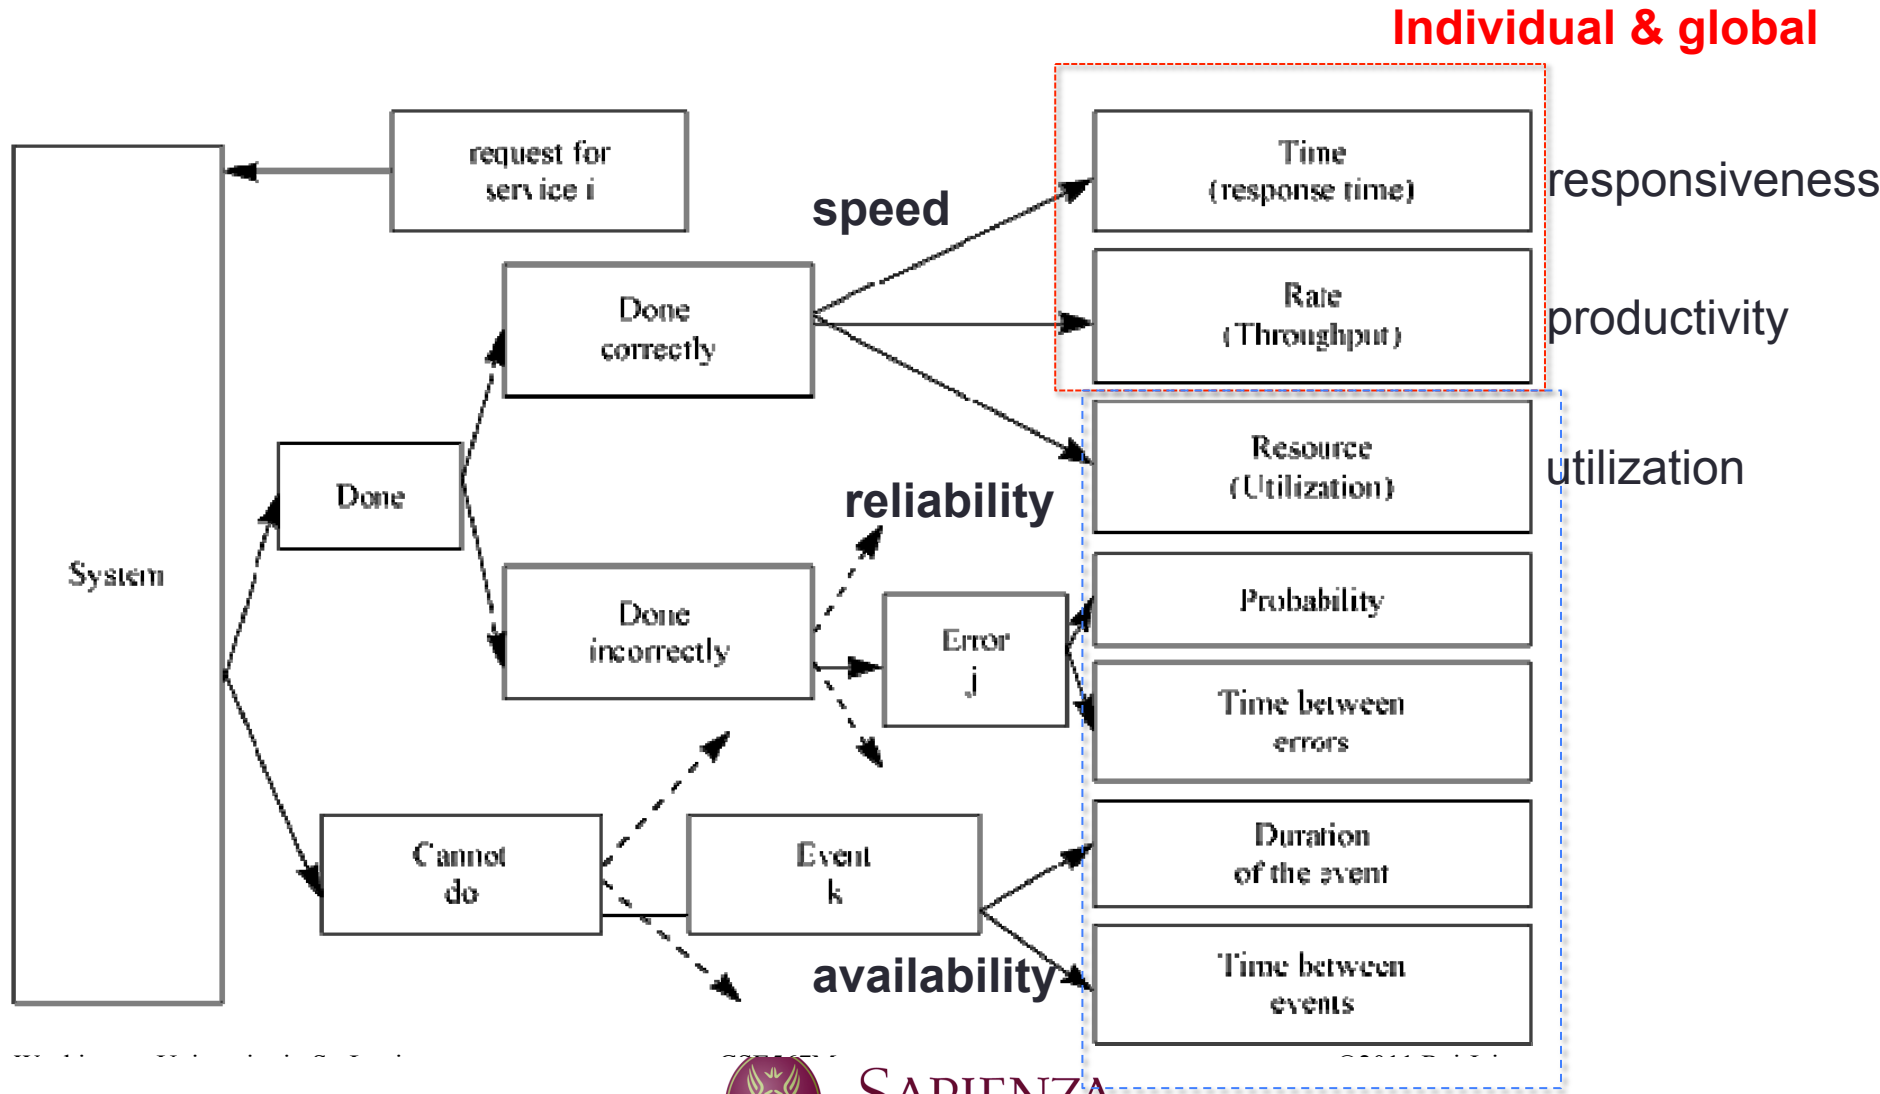 Individual & global
request for
service i
Time
(response time)
responsiveness
speed
Done
correctly
Rate
(Throughput)
productivity
Resource
(Utilization)
utilization
Done
reliability
System
Done
incorrectly
Error
j
Probability
Time between
errors
Cannot
do
Event
k
Duration
of the event
availability
Time between
events
SAPIENZA